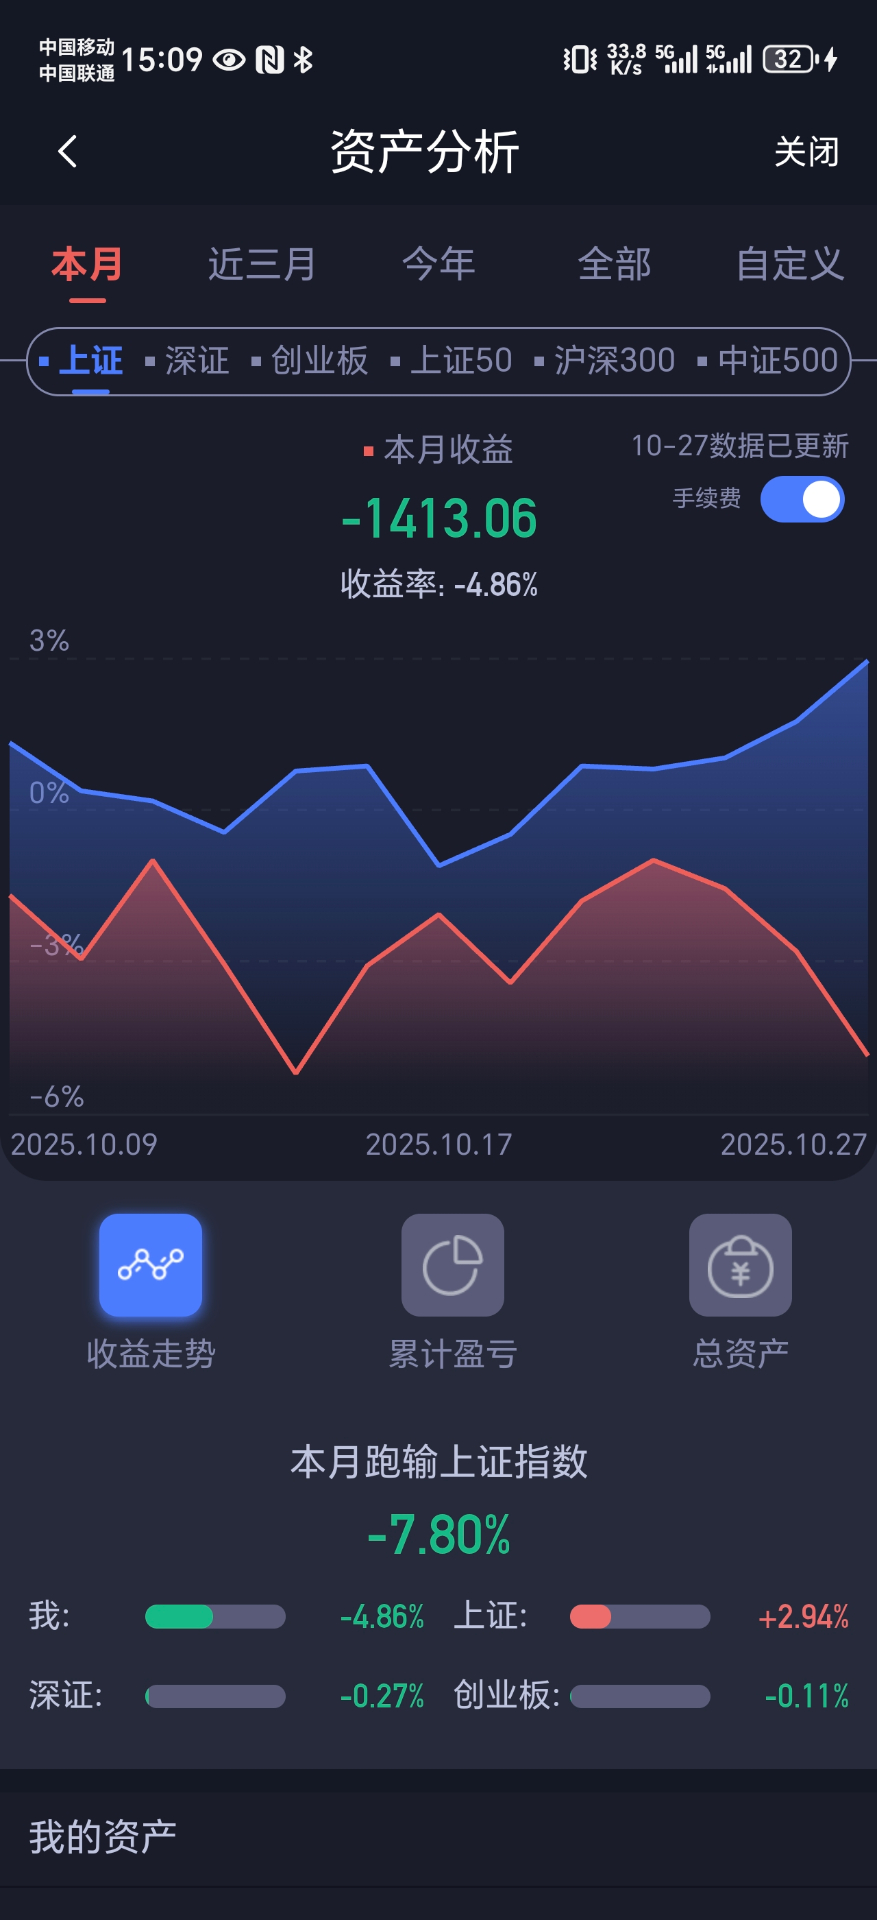 中国移动
中国联通
15:09
33.8
K/s
5G
5G
32
资产分析
关闭
本月
近三月
今年
全部
自定义
上证
深证
创业板
上证50
沪深300
中证500
本月收益
10-27数据已更新
-1413.06
手续费
收益率: -4.86%
3%
0%
-3%
-6%
2025.10.09
2025.10.17
2025.10.27
收益走势
累计盈亏
总资产
本月跑输上证指数
-7.80%
我: -4.86%
上证: +2.94%
深证: -0.27%
创业板: -0.11%
我的资产